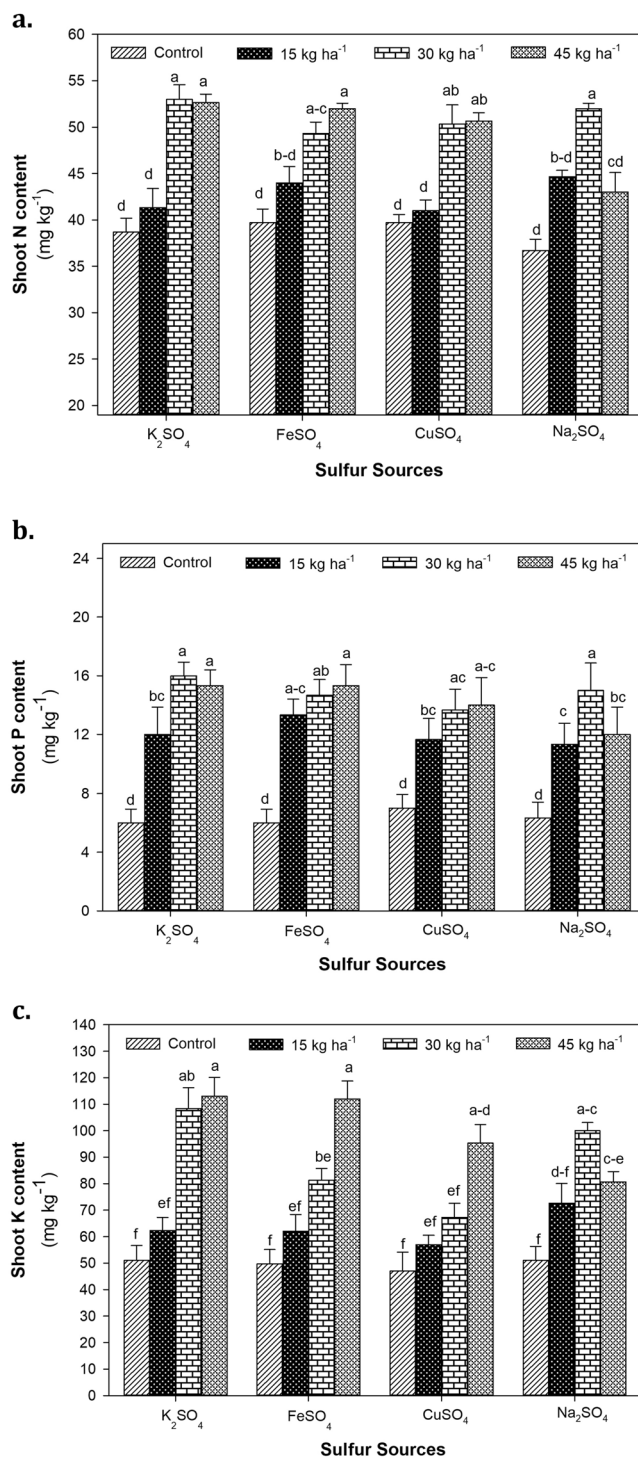 a.
60
55
50
45
40
35
30
25
20
Shoot N content
(mg kg⁻¹)
Control 15 kg ha⁻¹ 30 kg ha⁻¹ 45 kg ha⁻¹
d d a a
d b-d a-c a
d d ab ab
d b-d a cd
K₂SO₄ FeSO₄ CuSO₄ Na₂SO₄
Sulfur Sources
b.
24
20
16
12
8
4
0
Shoot P content
(mg kg⁻¹)
Control 15 kg ha⁻¹ 30 kg ha⁻¹ 45 kg ha⁻¹
d bc a a
d a-c ab a
d bc ac a-c
d c a bc
K₂SO₄ FeSO₄ CuSO₄ Na₂SO₄
Sulfur Sources
c.
140
130
120
110
100
90
80
70
60
50
40
30
20
10
0
Shoot K content
(mg kg⁻¹)
Control 15 kg ha⁻¹ 30 kg ha⁻¹ 45 kg ha⁻¹
f ef ab a
f ef be a
f ef ef a-d
f d-f a-c c-e
K₂SO₄ FeSO₄ CuSO₄ Na₂SO₄
Sulfur Sources